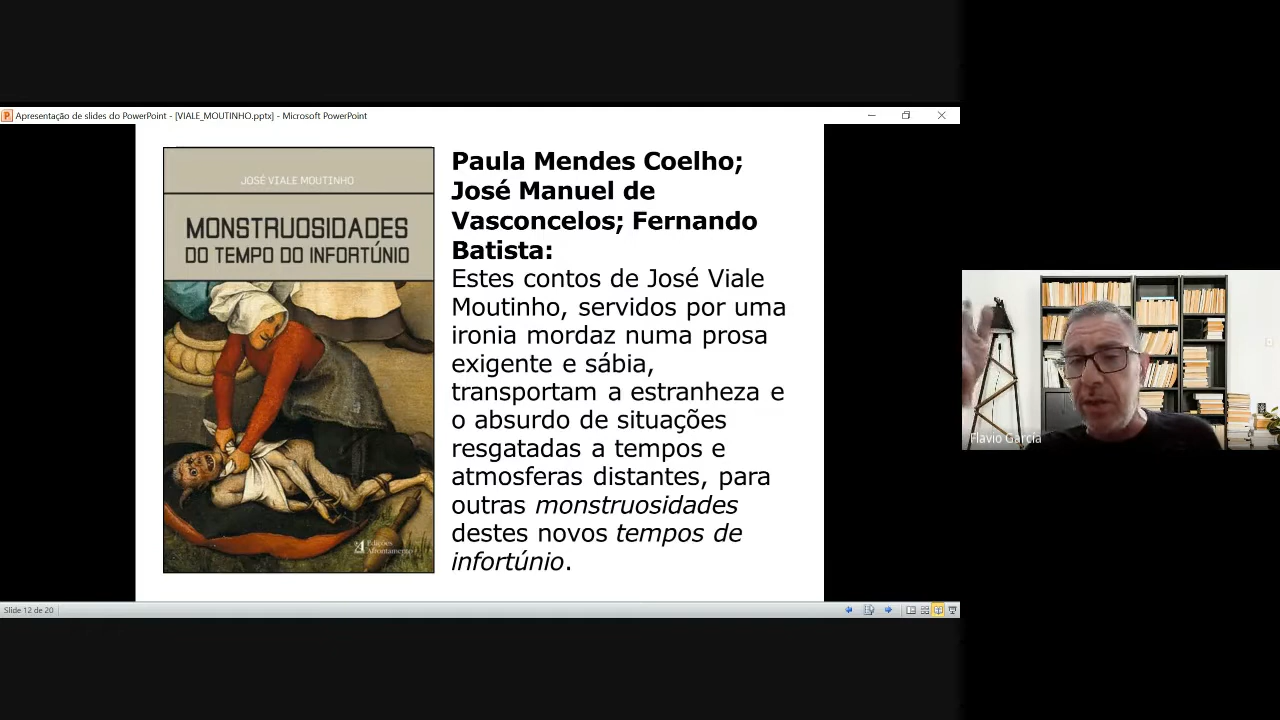 Apresentação de slides do PowerPoint - [VIALE_MOUTINHO.pptx] - Microsoft PowerPoint
JOSÉ VIALE MOUTINHO
MONSTRUOSIDADES
DO TEMPO DO INFORTÚNIO
Edições
Afrontamento
Paula Mendes Coelho;
José Manuel de
Vasconcelos; Fernando
Batista:
Estes contos de José Viale
Moutinho, servidos por uma
ironia mordaz numa prosa
exigente e sábia,
transportam a estranheza e
o absurdo de situações
resgatadas a tempos e
atmosferas distantes, para
outras monstruosidades
destes novos tempos de
infortúnio.
Flavio García
Slide 12 de 20